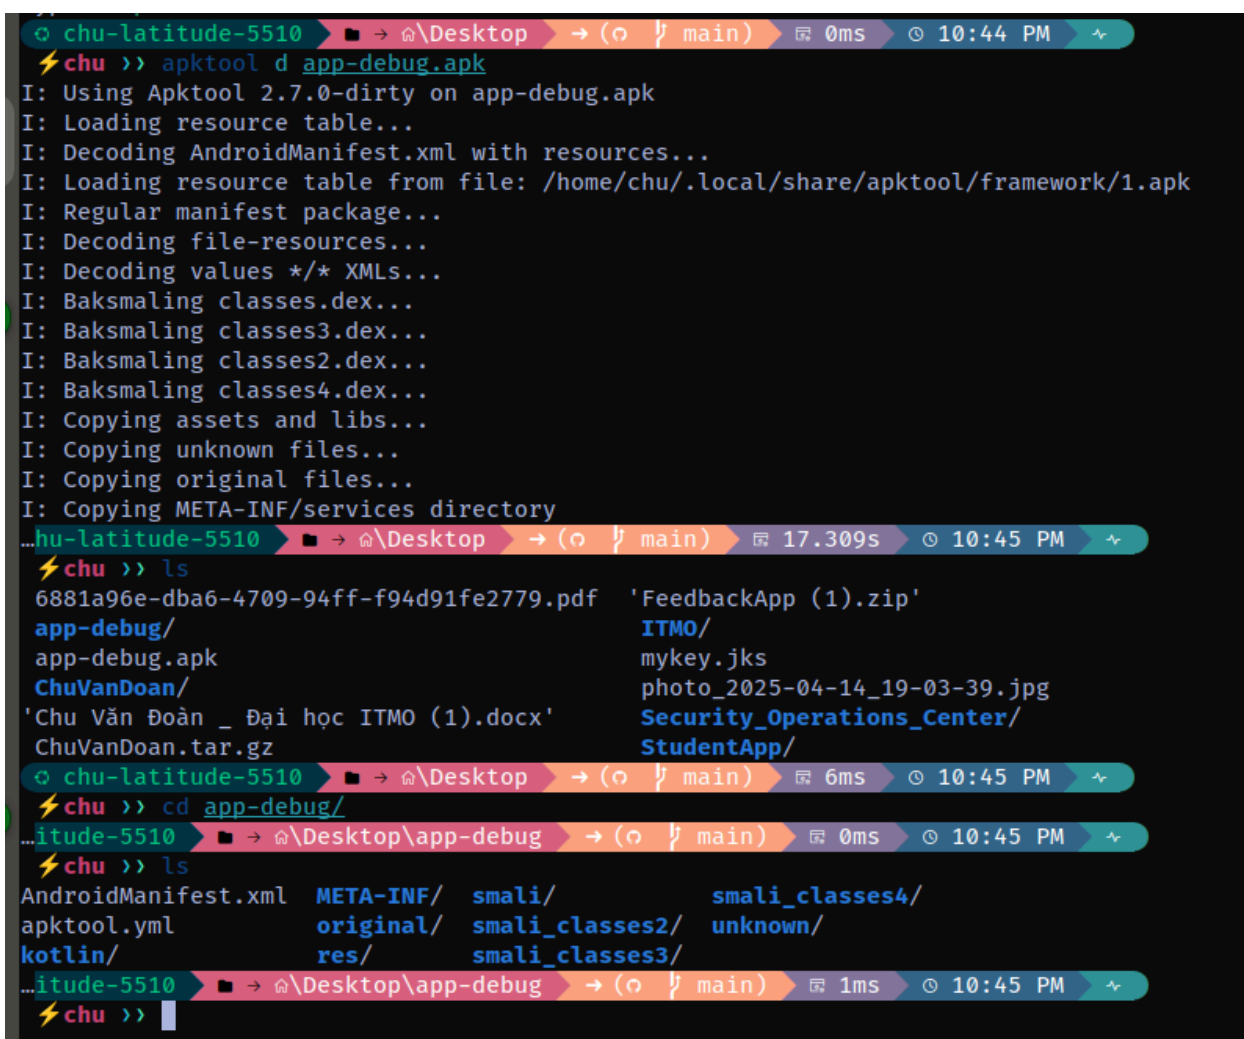 chu-latitude-5510 → \Desktop → ( main) 0ms 10:44 PM
⚡chu ❯❯ apktool d app-debug.apk
I: Using Apktool 2.7.0-dirty on app-debug.apk
I: Loading resource table...
I: Decoding AndroidManifest.xml with resources...
I: Loading resource table from file: /home/chu/.local/share/apktool/framework/1.apk
I: Regular manifest package...
I: Decoding file-resources...
I: Decoding values */* XMLs...
I: Baksmaling classes.dex...
I: Baksmaling classes3.dex...
I: Baksmaling classes2.dex...
I: Baksmaling classes4.dex...
I: Copying assets and libs...
I: Copying unknown files...
I: Copying original files...
I: Copying META-INF/services directory
…hu-latitude-5510 → \Desktop → ( main) 17.309s 10:45 PM
⚡chu ❯❯ ls
6881a96e-dba6-4709-94ff-f94d91fe2779.pdf 'FeedbackApp (1).zip'
app-debug/ ITMO/
app-debug.apk mykey.jks
ChuVanDoan/ photo_2025-04-14_19-03-39.jpg
'Chu Văn Đoàn _ Đại học ITMO (1).docx' Security_Operations_Center/
ChuVanDoan.tar.gz StudentApp/
chu-latitude-5510 → \Desktop → ( main) 6ms 10:45 PM
⚡chu ❯❯ cd app-debug/
…itude-5510 → \Desktop\app-debug → ( main) 0ms 10:45 PM
⚡chu ❯❯ ls
AndroidManifest.xml META-INF/ smali/ smali_classes4/
apktool.yml original/ smali_classes2/ unknown/
kotlin/ res/ smali_classes3/
…itude-5510 → \Desktop\app-debug → ( main) 1ms 10:45 PM
⚡chu ❯❯